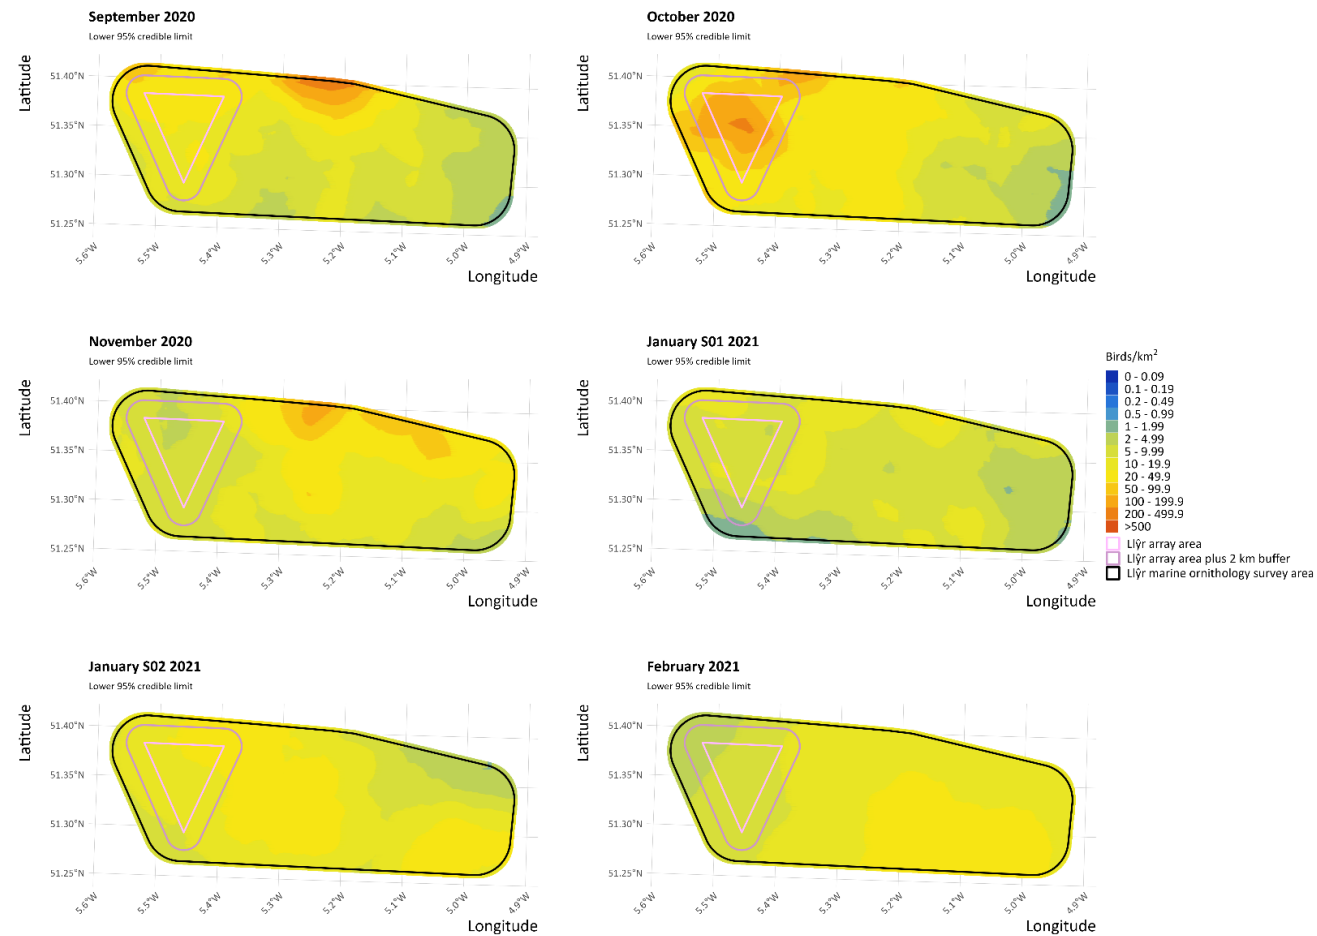 September 2020
Lower 95% credible limit
Latitude
51.40°N
51.35°N
51.30°N
51.25°N
5.6°W
5.5°W
5.4°W
5.3°W
5.2°W
5.1°W
5.0°W
4.9°W
Longitude
October 2020
Lower 95% credible limit
Latitude
51.40°N
51.35°N
51.30°N
51.25°N
5.6°W
5.5°W
5.4°W
5.3°W
5.2°W
5.1°W
5.0°W
4.9°W
Longitude
November 2020
Lower 95% credible limit
Latitude
51.40°N
51.35°N
51.30°N
51.25°N
5.6°W
5.5°W
5.4°W
5.3°W
5.2°W
5.1°W
5.0°W
4.9°W
Longitude
January S01 2021
Lower 95% credible limit
Latitude
51.40°N
51.35°N
51.30°N
51.25°N
5.6°W
5.5°W
5.4°W
5.3°W
5.2°W
5.1°W
5.0°W
4.9°W
Longitude
Birds/km²
0 - 0.09
0.1 - 0.19
0.2 - 0.49
0.5 - 0.99
1 - 1.99
2 - 4.99
5 - 9.99
10 - 19.9
20 - 49.9
50 - 99.9
100 - 199.9
200 - 499.9
>500
Llŷr array area
Llŷr array area plus 2 km buffer
Llŷr marine ornithology survey area
January S02 2021
Lower 95% credible limit
Latitude
51.40°N
51.35°N
51.30°N
51.25°N
5.6°W
5.5°W
5.4°W
5.3°W
5.2°W
5.1°W
5.0°W
4.9°W
Longitude
February 2021
Lower 95% credible limit
Latitude
51.40°N
51.35°N
51.30°N
51.25°N
5.6°W
5.5°W
5.4°W
5.3°W
5.2°W
5.1°W
5.0°W
4.9°W
Longitude